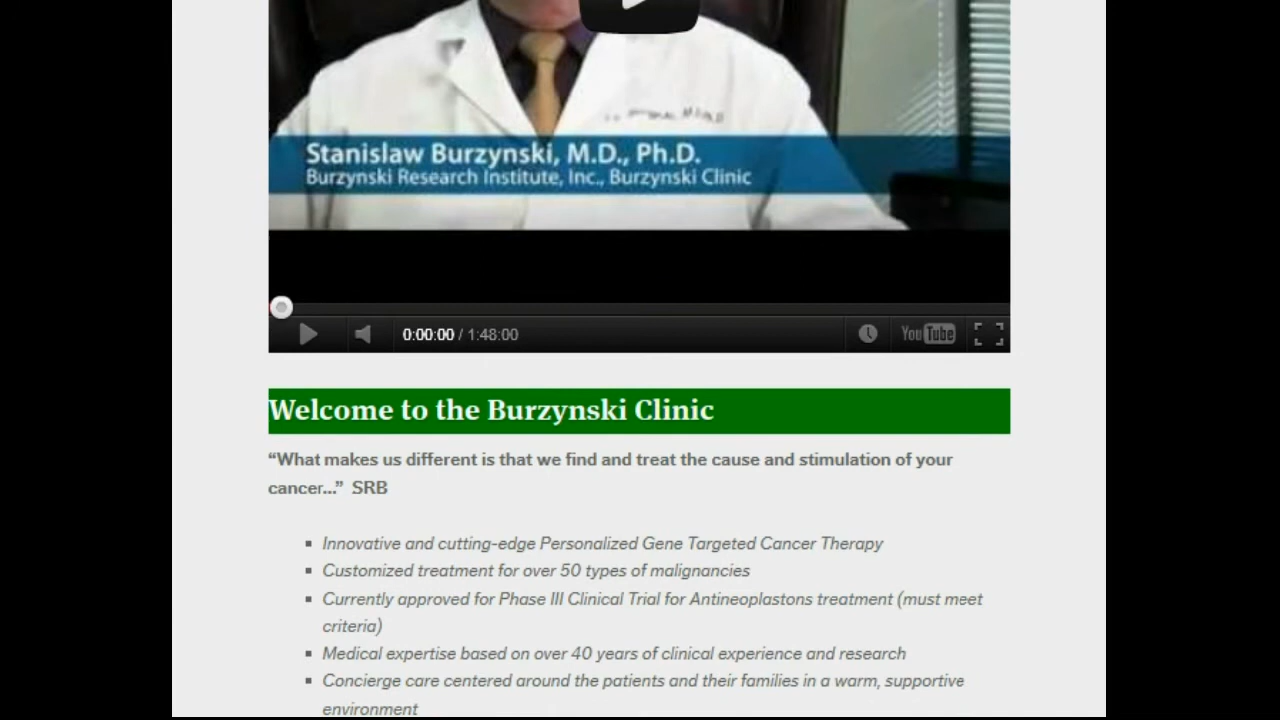 Stanislaw Burzynski, M.D., Ph.D.
Burzynski Research Institute, Inc., Burzynski Clinic
0:00:00 / 1:48:00
YouTube
Welcome to the Burzynski Clinic
“What makes us different is that we find and treat the cause and stimulation of your
cancer...”  SRB
Innovative and cutting-edge Personalized Gene Targeted Cancer Therapy
Customized treatment for over 50 types of malignancies
Currently approved for Phase III Clinical Trial for Antineoplastons treatment (must meet
criteria)
Medical expertise based on over 40 years of clinical experience and research
Concierge care centered around the patients and their families in a warm, supportive
environment